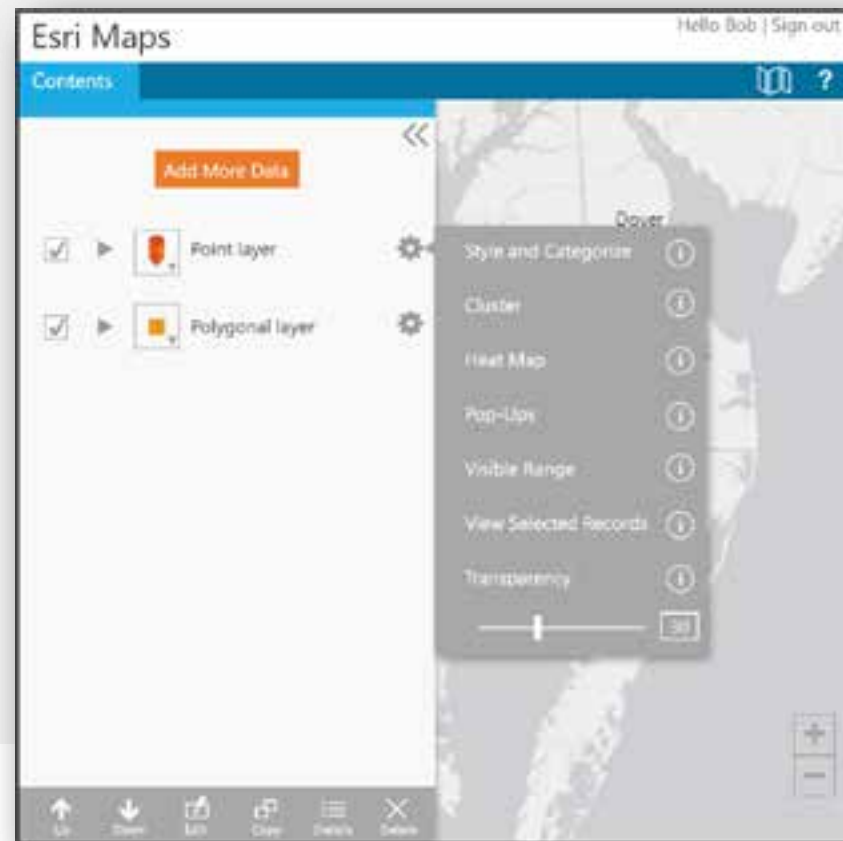 Esri Maps
Hello Bob | Sign out
Contents
?
Add More Data
Dover
Point layer
Style and Categorize
Cluster
Polygonal layer
Heat Map
Pop-Ups
Visible Range
View Selected Records
Transparency
30
Up Down Edit Copy Details Delete